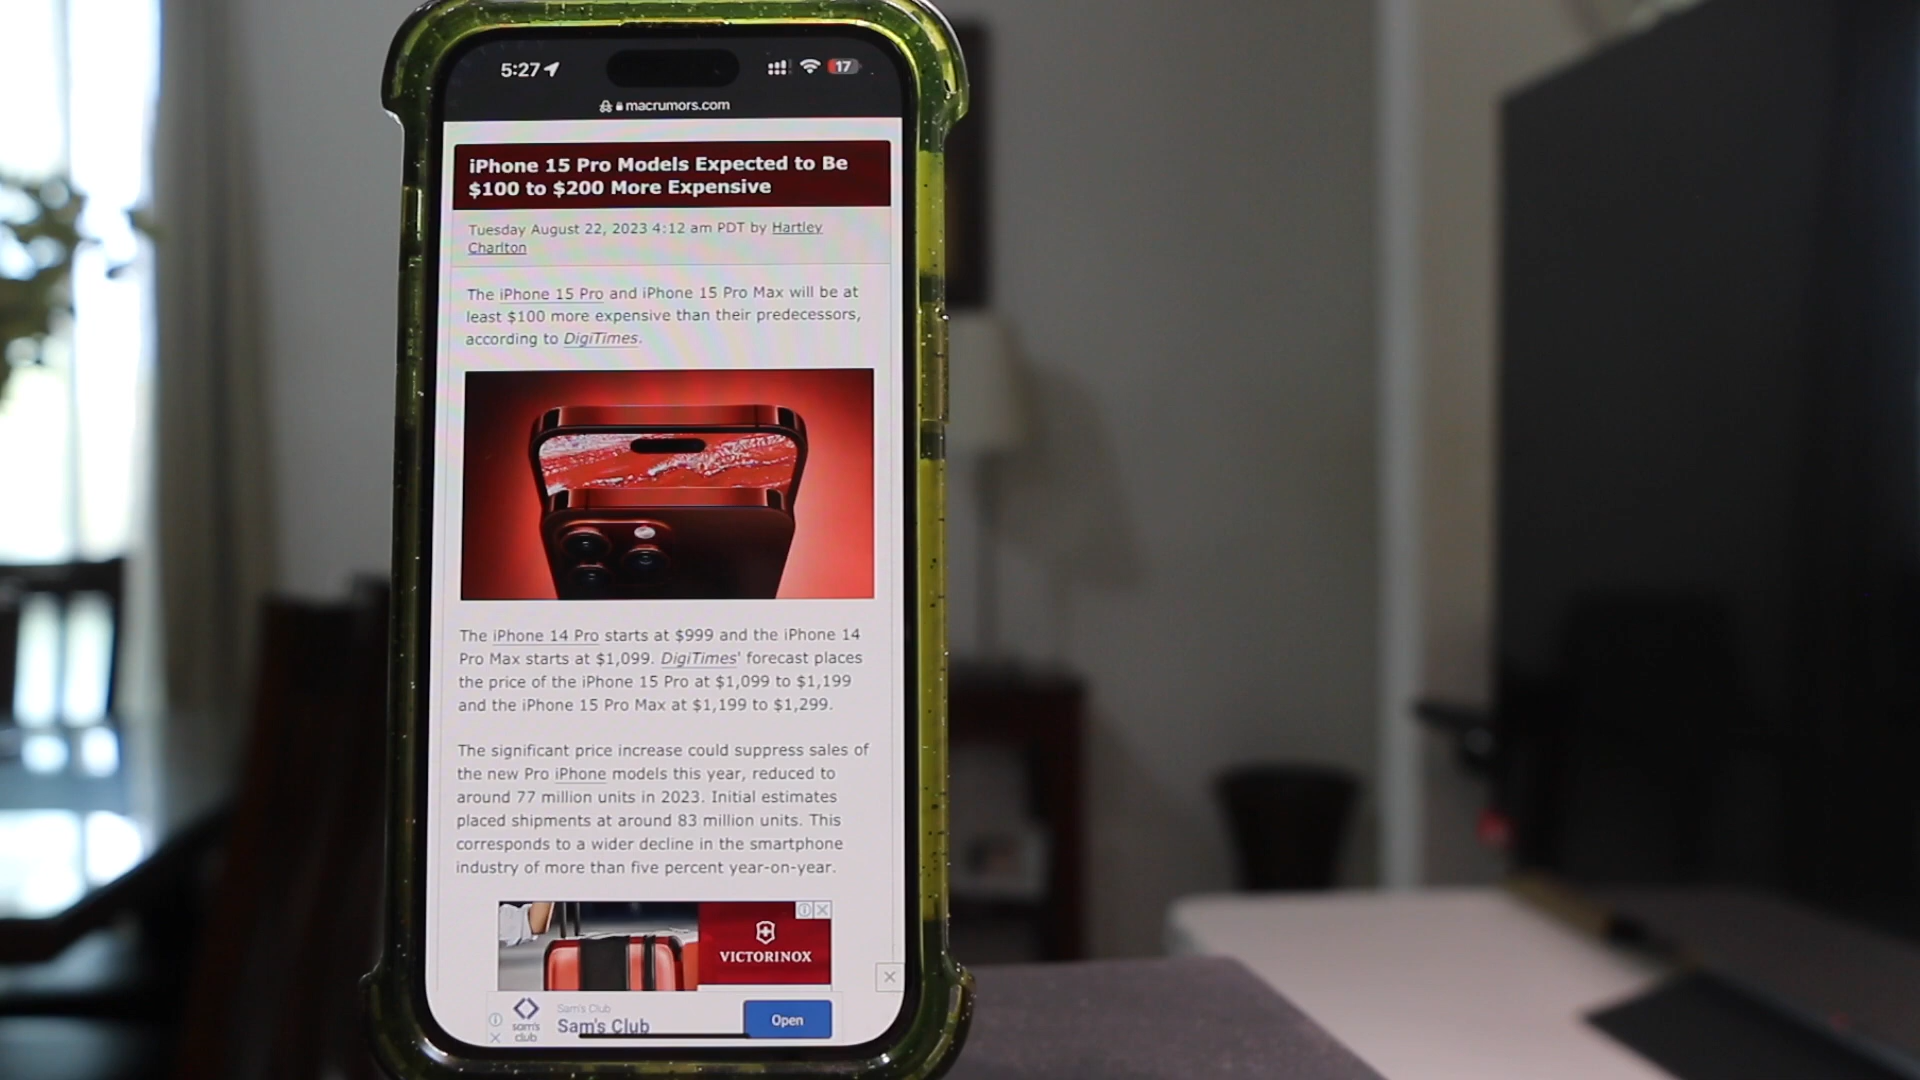 5:27
17
macrumors.com
iPhone 15 Pro Models Expected to Be
$100 to $200 More Expensive
Tuesday August 22, 2023 4:12 am PDT by Hartley
Charlton
The iPhone 15 Pro and iPhone 15 Pro Max will be at
least $100 more expensive than their predecessors,
according to DigiTimes.
The iPhone 14 Pro starts at $999 and the iPhone 14
Pro Max starts at $1,099. DigiTimes' forecast places
the price of the iPhone 15 Pro at $1,099 to $1,199
and the iPhone 15 Pro Max at $1,199 to $1,299.
The significant price increase could suppress sales of
the new Pro iPhone models this year, reduced to
around 77 million units in 2023. Initial estimates
placed shipments at around 83 million units. This
corresponds to a wider decline in the smartphone
industry of more than five percent year-on-year.
VICTORINOX
sam's
club
Sam's Club
Sam's Club
Open